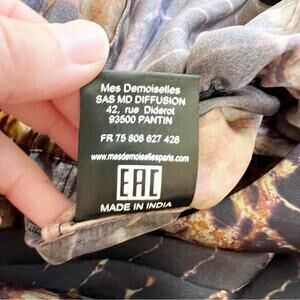 Mes Demoiselles
SAS MD DIFFUSION
42, rue Diderot
93500 PANTIN
FR 75 808 627 426
www.mesdemoisellesparis.com
EAC
MADE IN INDIA